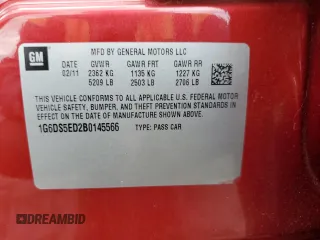 GM
MFD BY GENERAL MOTORS LLC
DATE GVWR GAWR FRT GAWR RR
02/11 2362 KG 1135 KG 1227 KG
5209 LB 2503 LB 2706 LB
THIS VEHICLE CONFORMS TO ALL APPLICABLE U.S. FEDERAL MOTOR
VEHICLE SAFETY, BUMPER, AND THEFT PREVENTION STANDARDS IN
EFFECT ON THE DATE OF MANUFACTURE SHOWN ABOVE.
1G6DS5ED2B0145566 TYPE: PASS CAR
DREAMBID